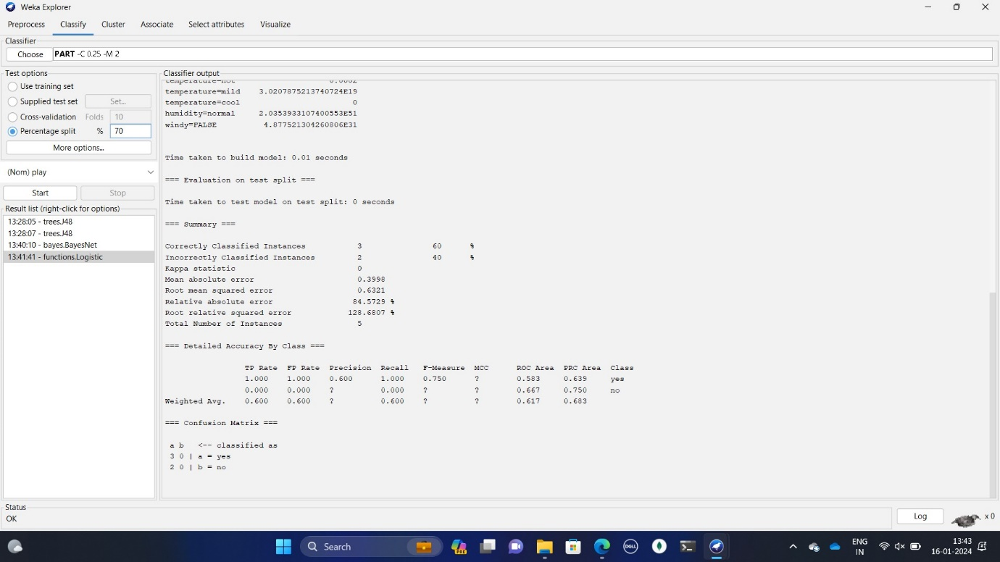 Weka Explorer
Preprocess Classify Cluster Associate Select attributes Visualize
Classifier
Choose PART -C 0.25 -M 2
Test options
Use training set
Supplied test set Set...
Cross-validation Folds 10
Percentage split % 70
More options...
(Nom) play
Start Stop
Result list (right-click for options)
13:28:05 - trees.J48
13:28:07 - trees.J48
13:40:10 - bayes.BayesNet
13:41:41 - functions.Logistic
Classifier output
temperature=hot 0.0002
temperature=mild 3.0207875213740724E19
temperature=cool 0
humidity=normal 2.0353933107400553E51
windy=FALSE 4.877521304260806E31
Time taken to build model: 0.01 seconds
=== Evaluation on test split ===
Time taken to test model on test split: 0 seconds
=== Summary ===
Correctly Classified Instances 3 60 %
Incorrectly Classified Instances 2 40 %
Kappa statistic 0
Mean absolute error 0.3998
Root mean squared error 0.6321
Relative absolute error 84.5729 %
Root relative squared error 128.6807 %
Total Number of Instances 5
=== Detailed Accuracy By Class ===
TP Rate FP Rate Precision Recall F-Measure MCC ROC Area PRC Area Class
1.000 1.000 0.600 1.000 0.750 ? 0.583 0.639 yes
0.000 0.000 ? 0.000 ? ? 0.667 0.750 no
Weighted Avg. 0.600 0.600 ? 0.600 ? ? 0.617 0.683
=== Confusion Matrix ===
a b <-- classified as
3 0 | a = yes
2 0 | b = no
Status
OK
Log x 0
Search
PRE
DELL
ENG
IN
13:43
16-01-2024